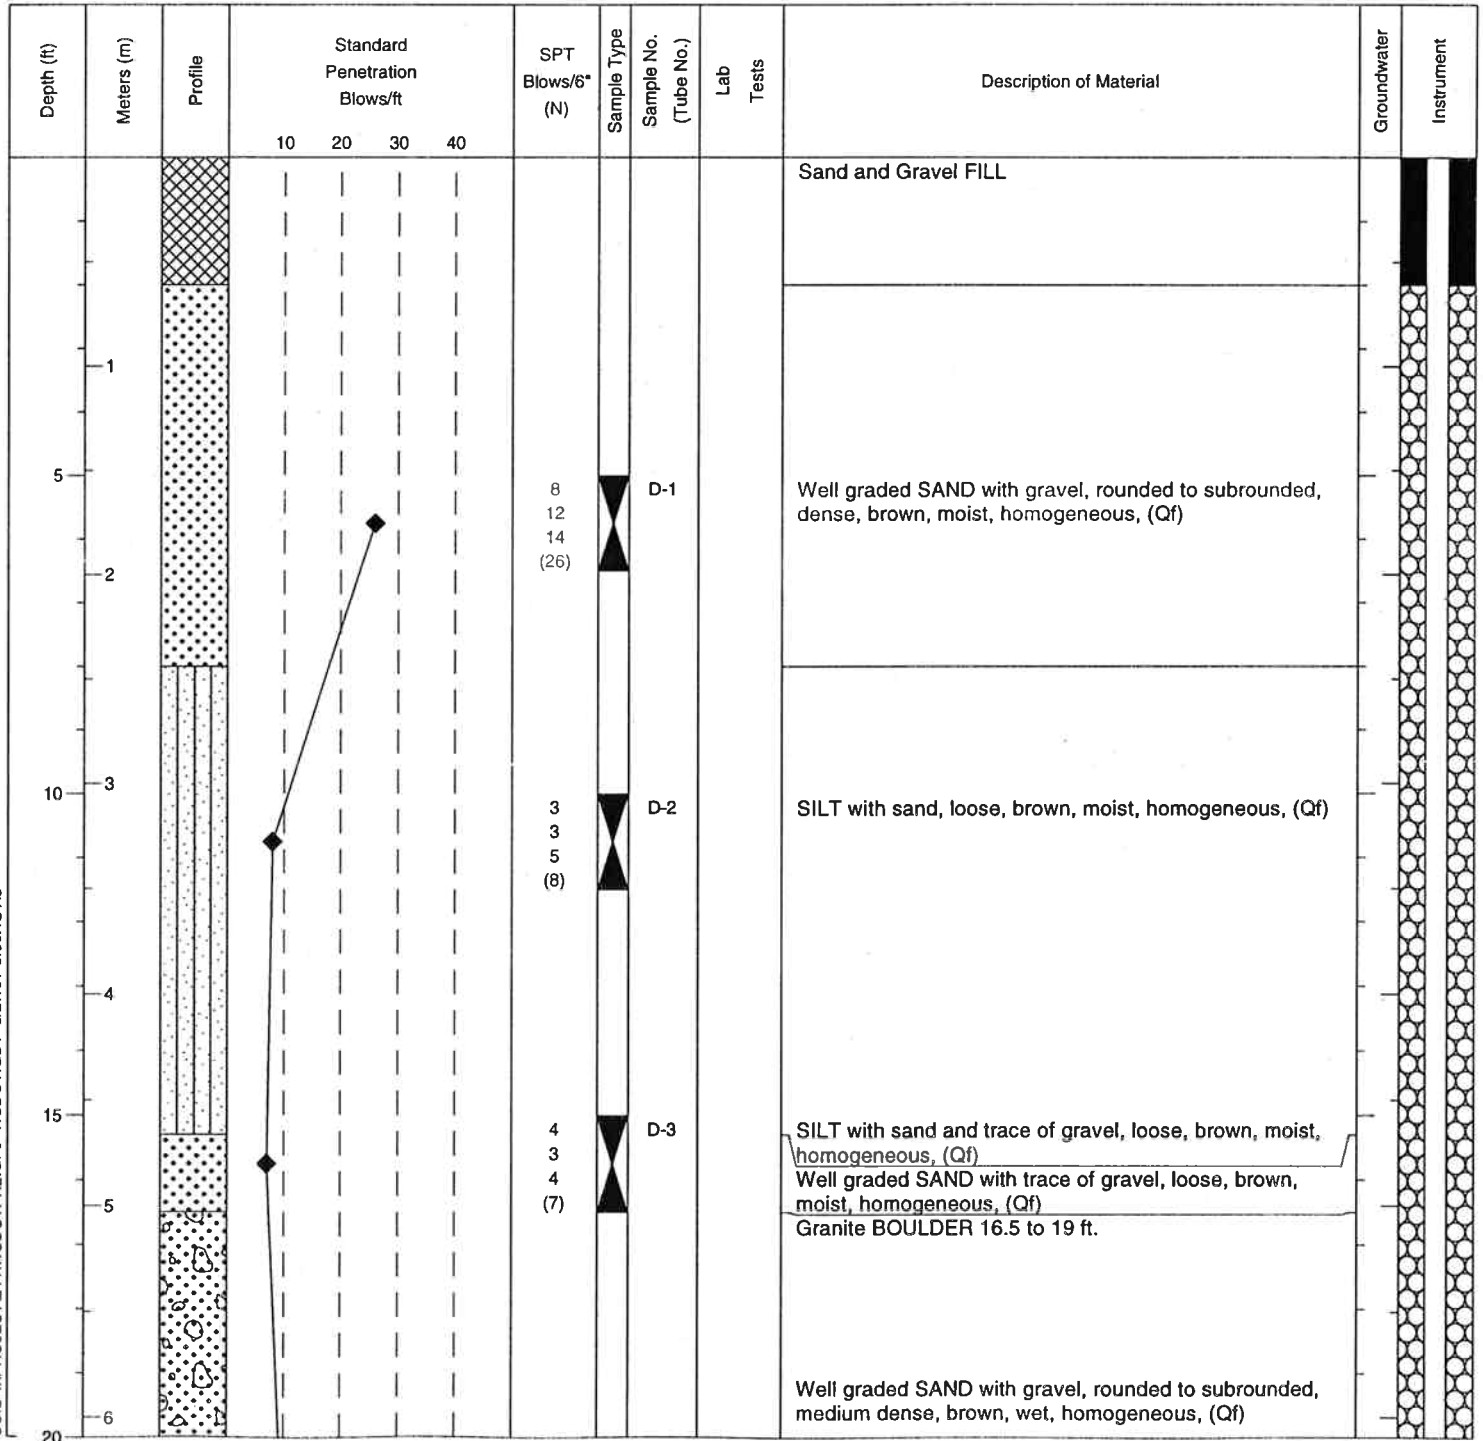 Depth (ft)
Meters (m)
Profile
Standard
Penetration
Blows/ft
10 20 30 40
SPT
Blows/6"
(N)
Sample Type
Sample No.
(Tube No.)
Lab
Tests
Description of Material
Groundwater
Instrument
Sand and Gravel FILL
1
5
8
12
14
(26)
D-1
Well graded SAND with gravel, rounded to subrounded,
dense, brown, moist, homogeneous, (Qf)
2
3
10
3
3
5
(8)
D-2
SILT with sand, loose, brown, moist, homogeneous, (Qf)
4
15
4
3
4
(7)
D-3
SILT with sand and trace of gravel, loose, brown, moist,
homogeneous, (Qf)
Well graded SAND with trace of gravel, loose, brown,
moist, homogeneous, (Qf)
5
Granite BOULDER 16.5 to 19 ft.
Well graded SAND with gravel, rounded to subrounded,
medium dense, brown, wet, homogeneous, (Qf)
6
20